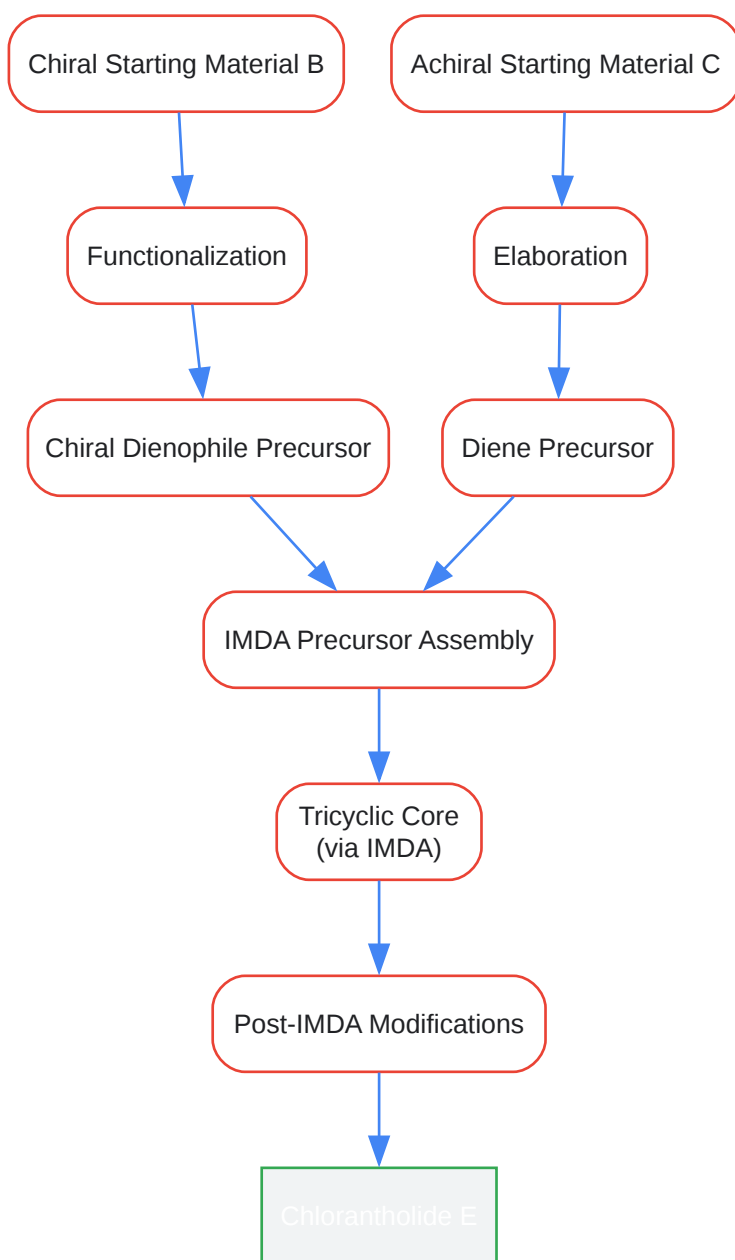 Chiral Starting Material B
Achiral Starting Material C
Functionalization
Elaboration
Chiral Dienophile Precursor
Diene Precursor
IMDA Precursor Assembly
Tricyclic Core
(via IMDA)
Post-IMDA Modifications
Chlorantholide E